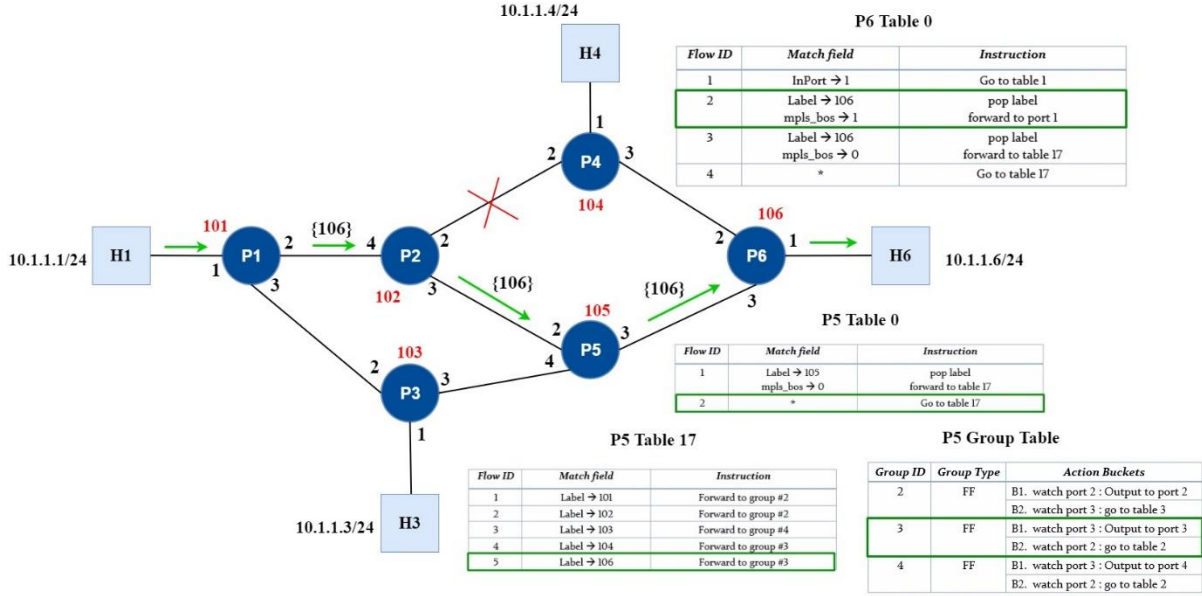 10.1.1.4/24
H4
P6 Table 0
Flow ID Match field Instruction
1 InPort → 1 Go to table 1
2 Label → 106 pop label
mpls_bos → 1 forward to port 1
3 Label → 106 pop label
mpls_bos → 0 forward to table 17
4 * Go to table 17
1
2 P4 3
104
101
{106}
106
10.1.1.1/24 H1 1 P1 2 4 P2 2
3
102
3
{106}
{106}
2 P6 1 H6 10.1.1.6/24
3
105
2 P5 3
4
103
2 P3 3
1
P5 Table 0
Flow ID Match field Instruction
1 Label → 105 pop label
mpls_bos → 0 forward to table 17
2 * Go to table 17
10.1.1.3/24 H3
P5 Table 17
Flow ID Match field Instruction
1 Label → 101 Forward to group #2
2 Label → 102 Forward to group #2
3 Label → 103 Forward to group #4
4 Label → 104 Forward to group #3
5 Label → 106 Forward to group #3
P5 Group Table
Group ID Group Type Action Buckets
2 FF B1. watch port 2 : Output to port 2
B2. watch port 3 : go to table 3
3 FF B1. watch port 3 : Output to port 3
B2. watch port 2 : go to table 2
4 FF B1. watch port 3 : Output to port 4
B2. watch port 2 : go to table 2